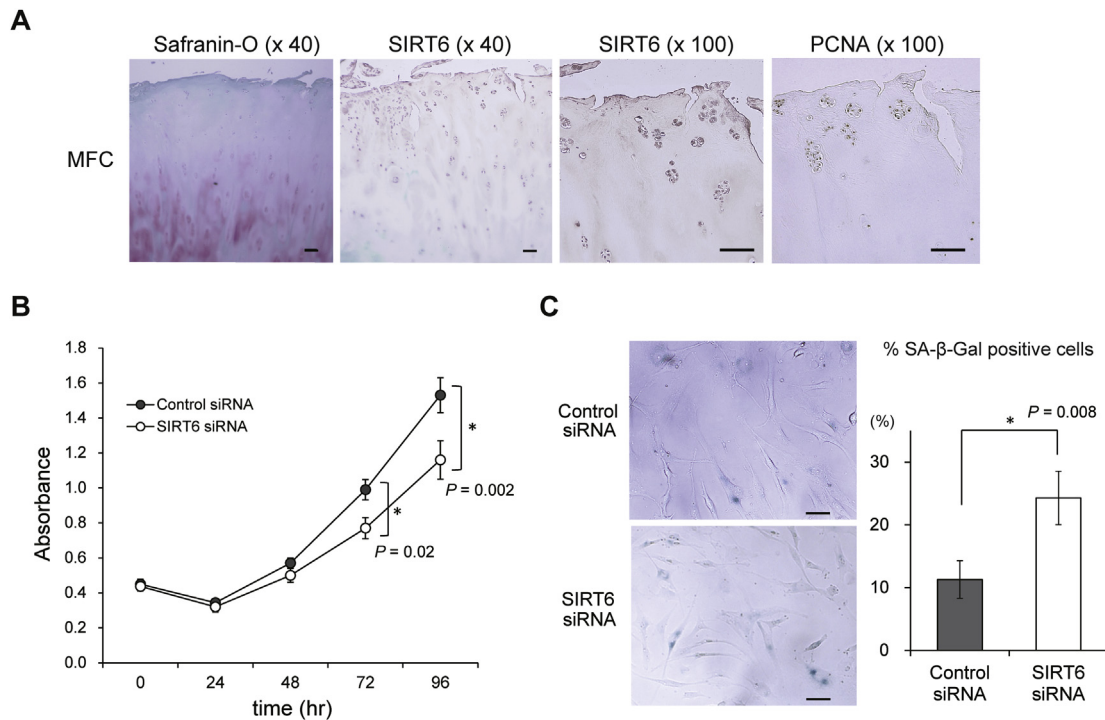 A
Safranin-O (x 40)
SIRT6 (x 40)
SIRT6 (x 100)
PCNA (x 100)
MFC
B
1.8
1.6
1.4
1.2
1.0
0.8
0.6
0.4
0.2
0.0
Absorbance
Control siRNA
SIRT6 siRNA
*
P = 0.002
*
P = 0.02
0
24
48
72
96
time (hr)
C
Control
siRNA
SIRT6
siRNA
% SA-β-Gal positive cells
P = 0.008
*
(%)
30
20
10
0
Control
siRNA
SIRT6
siRNA